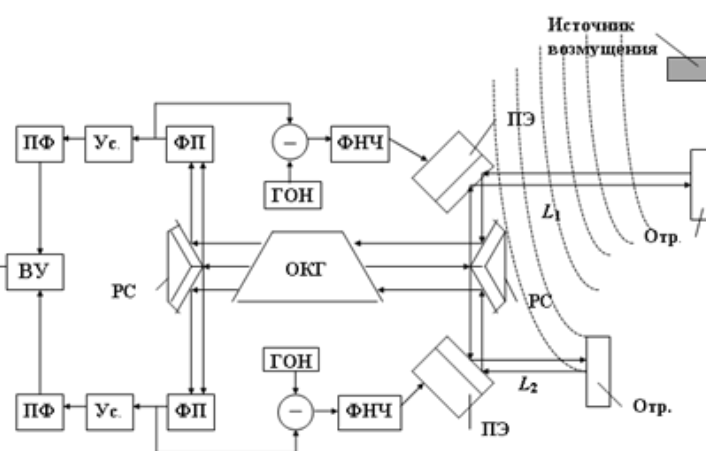 Источник
возмущения
ПЭ
ПФ
Ус.
ФП
−
ФНЧ
ГОН
L1
Отр.
ВУ
РС
ОКГ
РС
ГОН
L2
ПФ
Ус.
ФП
−
ФНЧ
ПЭ
Отр.